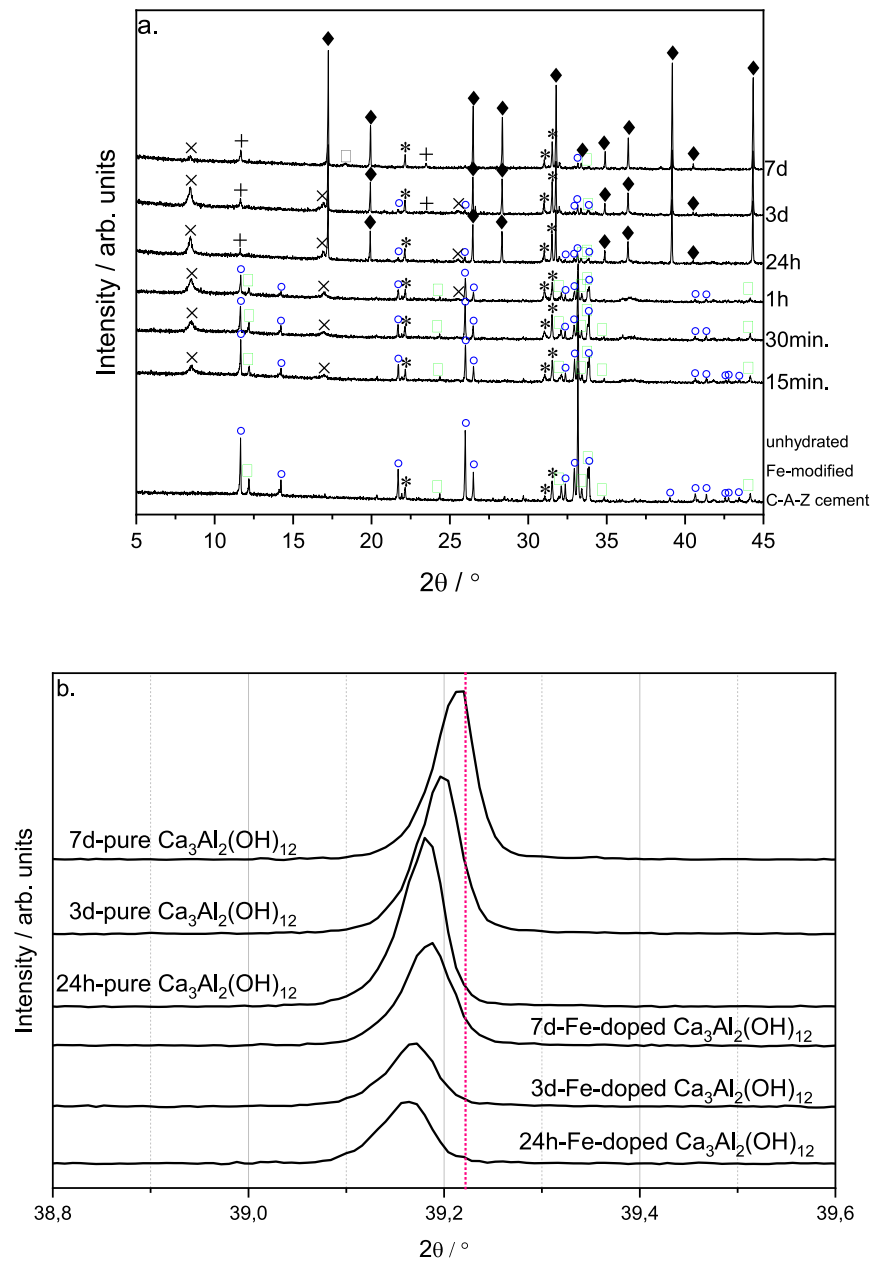 a.
Intensity / arb. units
7d
3d
24h
1h
30min.
15min.
unhydrated
Fe-modified
C-A-Z cement
5 10 15 20 25 30 35 40 45
2θ / °
b.
Intensity / arb. units
7d-pure Ca₃Al₂(OH)₁₂
3d-pure Ca₃Al₂(OH)₁₂
24h-pure Ca₃Al₂(OH)₁₂
7d-Fe-doped Ca₃Al₂(OH)₁₂
3d-Fe-doped Ca₃Al₂(OH)₁₂
24h-Fe-doped Ca₃Al₂(OH)₁₂
38,8 39,0 39,2 39,4 39,6
2θ / °